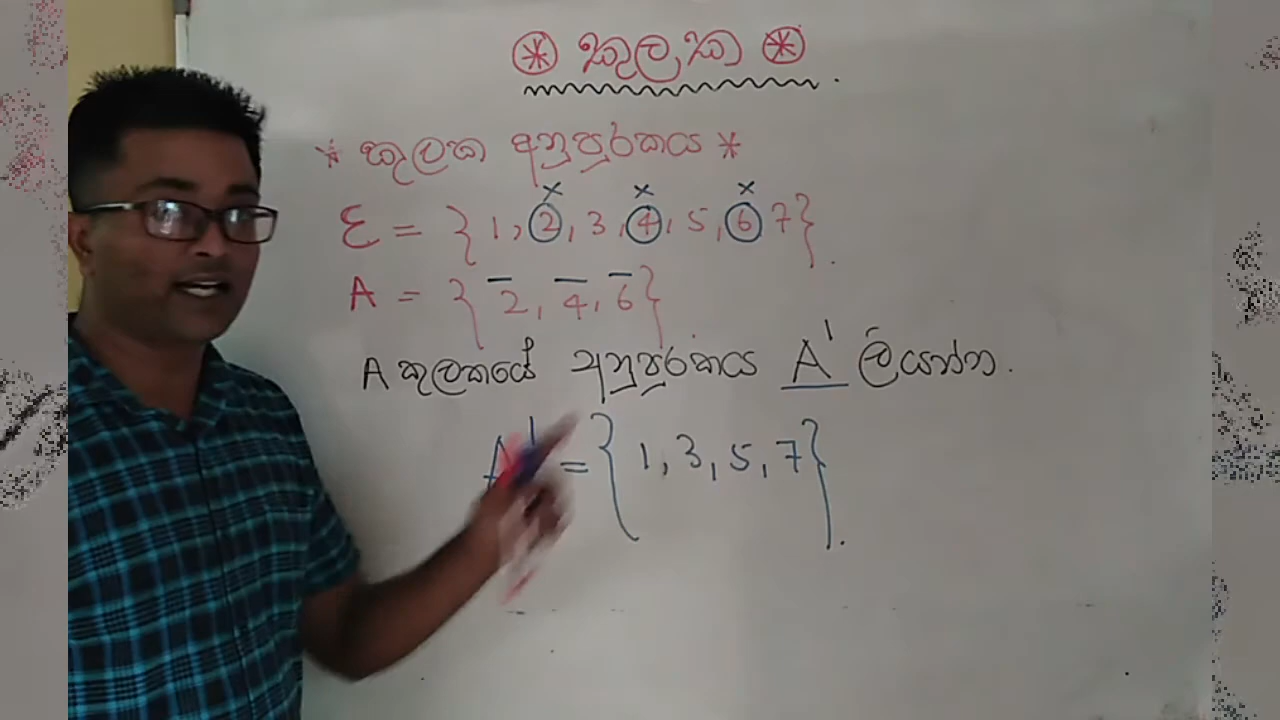 ⊛ කුලක ⊛
* කුලක අනුපූරකය *
ε = {1, 2, 3, 4, 5, 6 7}.
A = {2, 4, 6}.
A කුලකයේ අනුපූරකය A' ලියන්න.
A' = {1, 3, 5, 7}.